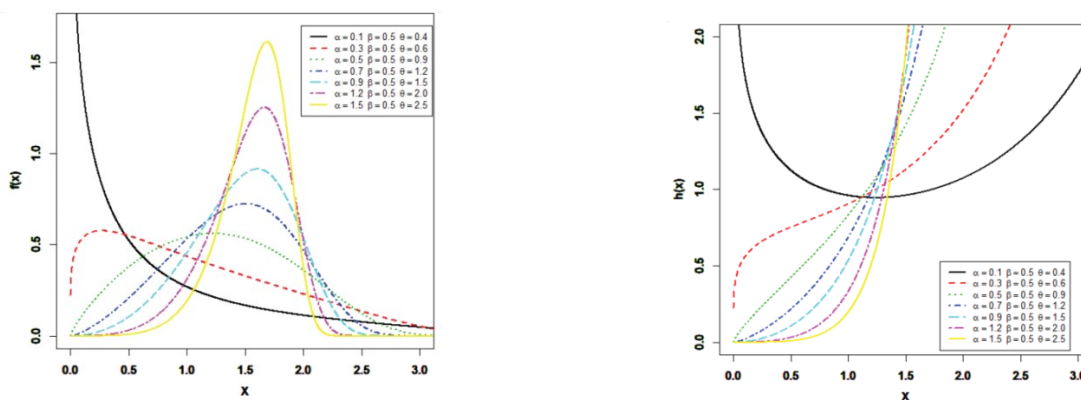 α = 0.1 β = 0.5 θ = 0.4
α = 0.3 β = 0.5 θ = 0.6
α = 0.5 β = 0.5 θ = 0.9
α = 0.7 β = 0.5 θ = 1.2
α = 0.9 β = 0.5 θ = 1.5
α = 1.2 β = 0.5 θ = 2.0
α = 1.5 β = 0.5 θ = 2.5
f(x)
1.5
1.0
0.5
0.0
0.0 0.5 1.0 1.5 2.0 2.5 3.0
X
h(x)
2.0
1.5
1.0
0.5
0.0
α = 0.1 β = 0.5 θ = 0.4
α = 0.3 β = 0.5 θ = 0.6
α = 0.5 β = 0.5 θ = 0.9
α = 0.7 β = 0.5 θ = 1.2
α = 0.9 β = 0.5 θ = 1.5
α = 1.2 β = 0.5 θ = 2.0
α = 1.5 β = 0.5 θ = 2.5
0.0 0.5 1.0 1.5 2.0 2.5 3.0
X